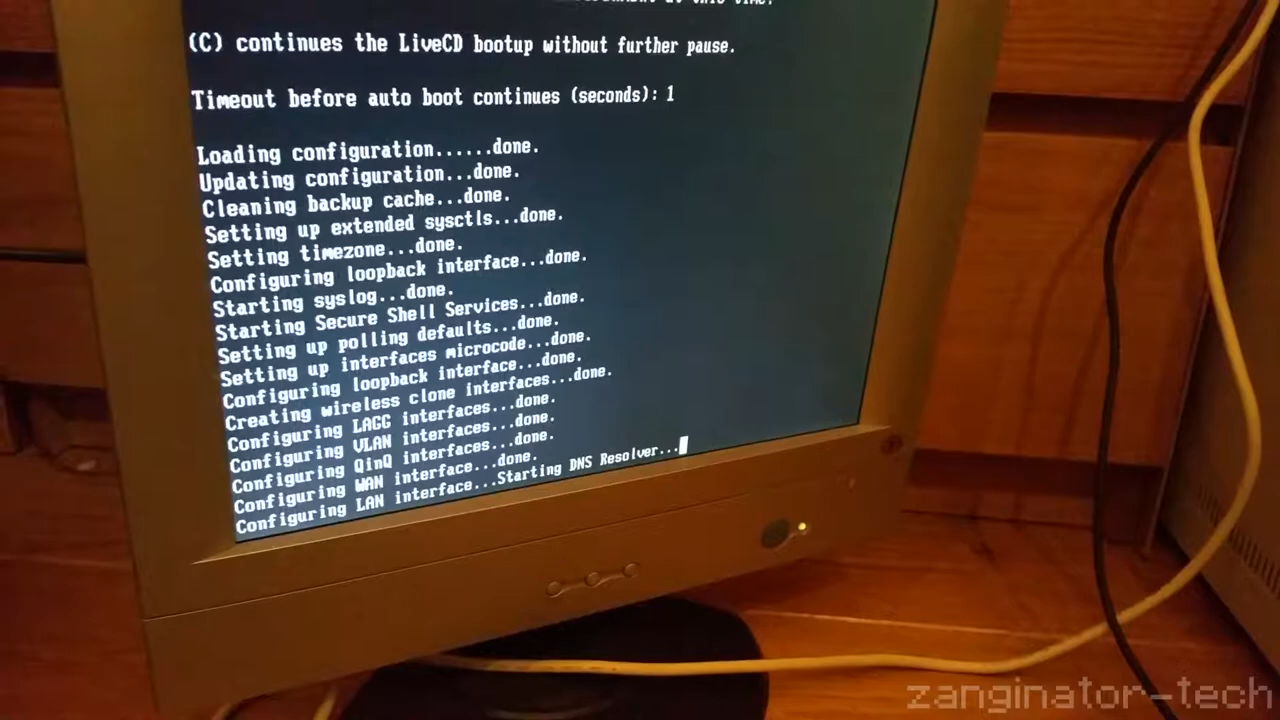 at this time.
(C) continues the LiveCD bootup without further pause.
Timeout before auto boot continues (seconds): 1
Loading configuration......done.
Updating configuration...done.
Cleaning backup cache...done.
Setting up extended sysctls...done.
Setting timezone...done.
Configuring loopback interface...done.
Starting syslog...done.
Starting Secure Shell Services...done.
Setting up polling defaults...done.
Setting up interfaces microcode...done.
Configuring loopback interface...done.
Creating wireless clone interfaces...done.
Configuring LAGG interfaces...done.
Configuring VLAN interfaces...done.
Configuring QinQ interfaces...done.
Configuring WAN interface...done.
Configuring LAN interface...Starting DNS Resolver...
zanginator-tech